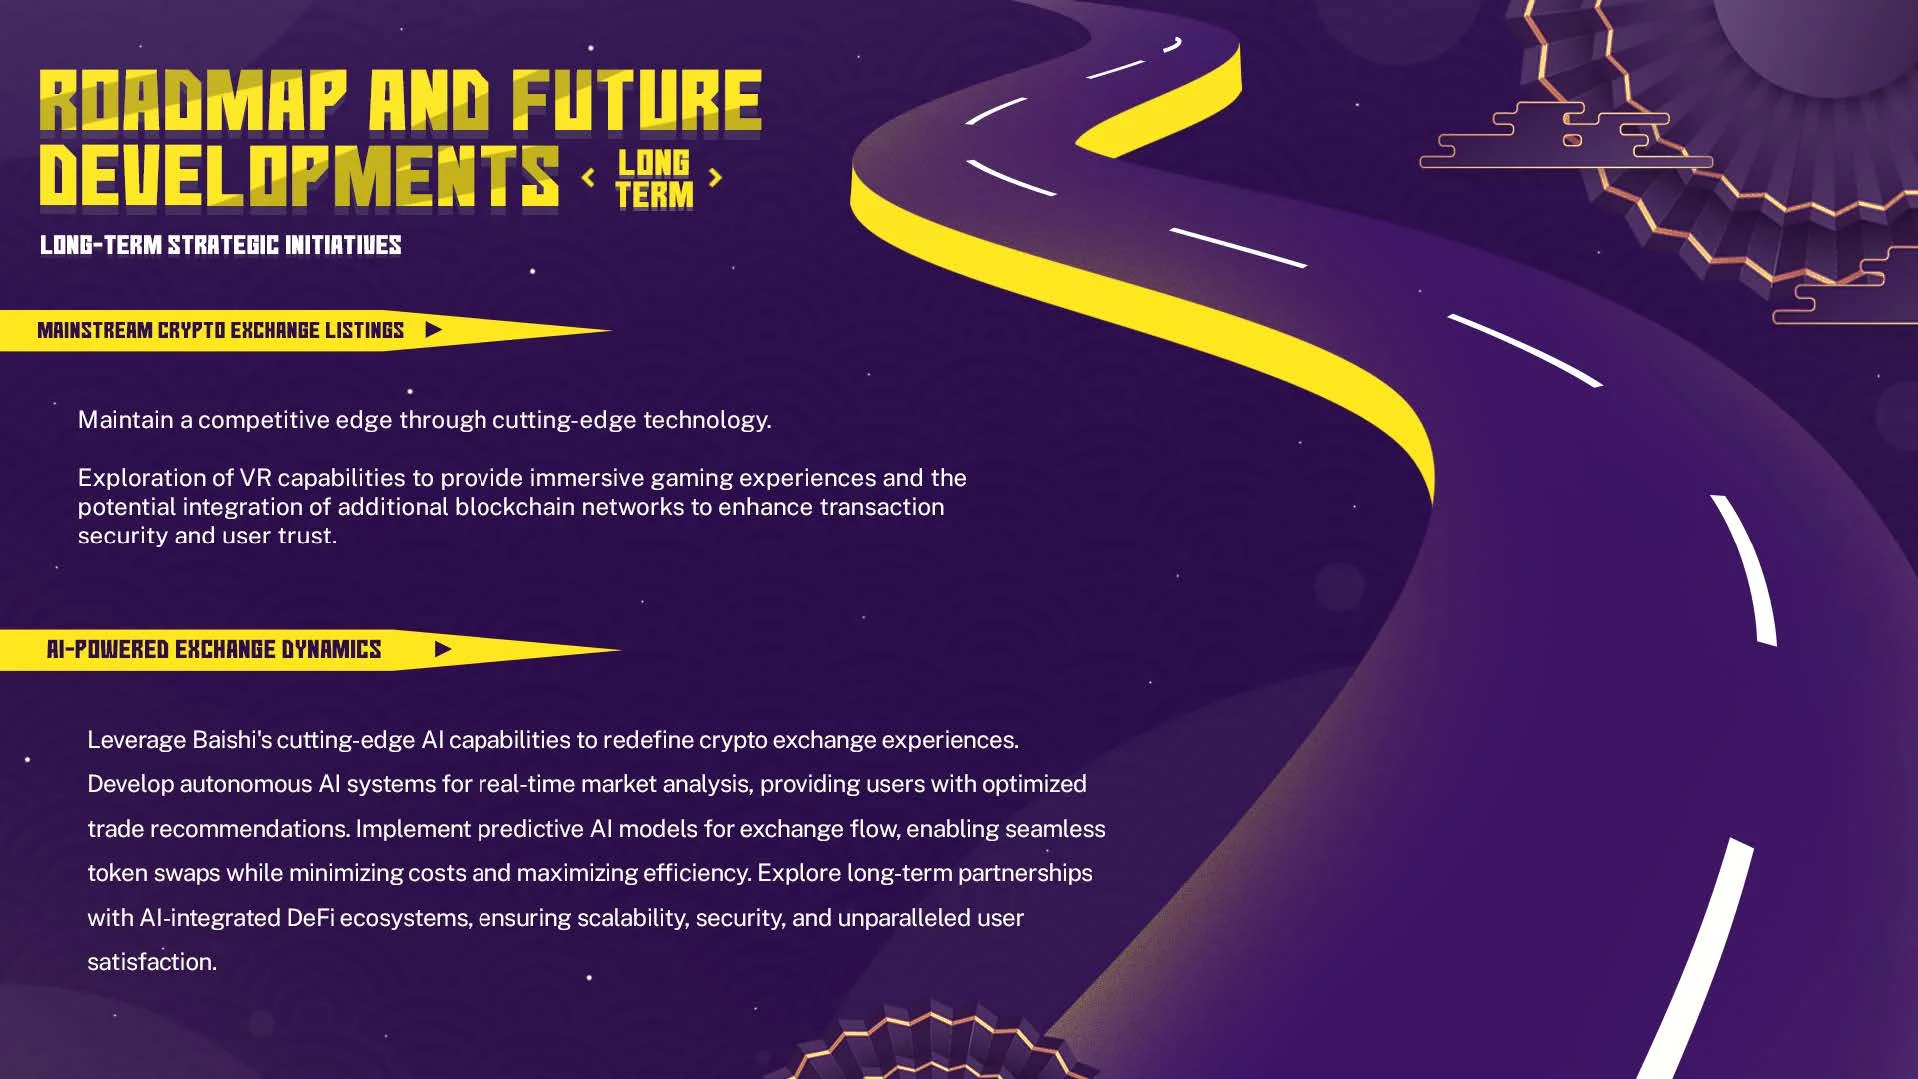 ROADMAP AND FUTURE
DEVELOPMENTS < LONG TERM >
LONG-TERM STRATEGIC INITIATIVES
MAINSTREAM CRYPTO EXCHANGE LISTINGS
Maintain a competitive edge through cutting-edge technology.
Exploration of VR capabilities to provide immersive gaming experiences and the
potential integration of additional blockchain networks to enhance transaction
security and user trust.
AI-POWERED EXCHANGE DYNAMICS
Leverage Baishi's cutting-edge AI capabilities to redefine crypto exchange experiences.
Develop autonomous AI systems for real-time market analysis, providing users with optimized
trade recommendations. Implement predictive AI models for exchange flow, enabling seamless
token swaps while minimizing costs and maximizing efficiency. Explore long-term partnerships
with AI-integrated DeFi ecosystems, ensuring scalability, security, and unparalleled user
satisfaction.